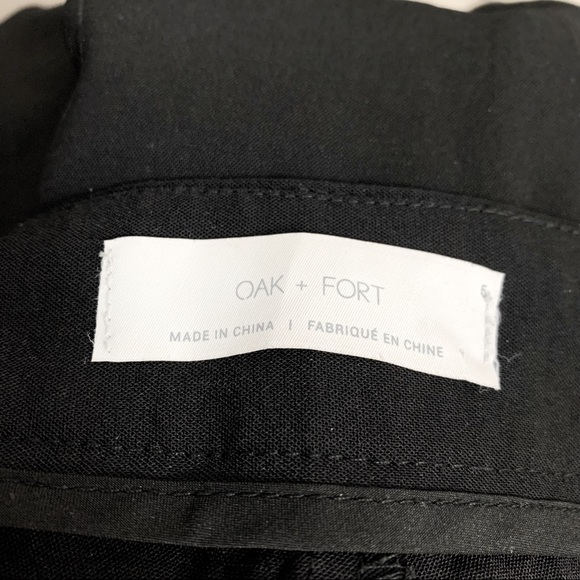 OAK + FORT
MADE IN CHINA | FABRIQUÉ EN CHINE